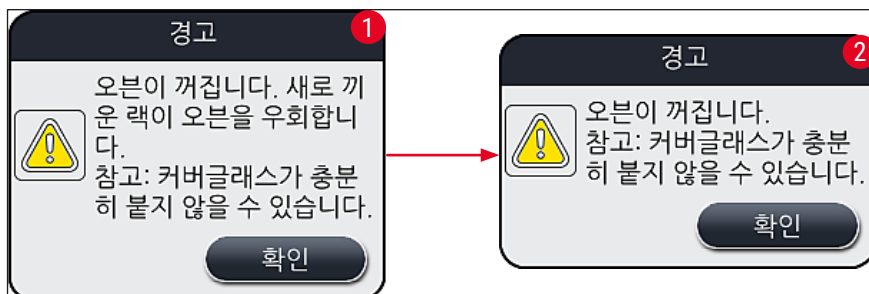 경고
1
오븐이 꺼집니다. 새로 끼
운 랙이 오븐을 우회합니
다.
참고: 커버글래스가 충분
히 붙지 않을 수 있습니다.
확인
경고
2
오븐이 꺼집니다.
참고: 커버글래스가 충분
히 붙지 않을 수 있습니다.
확인